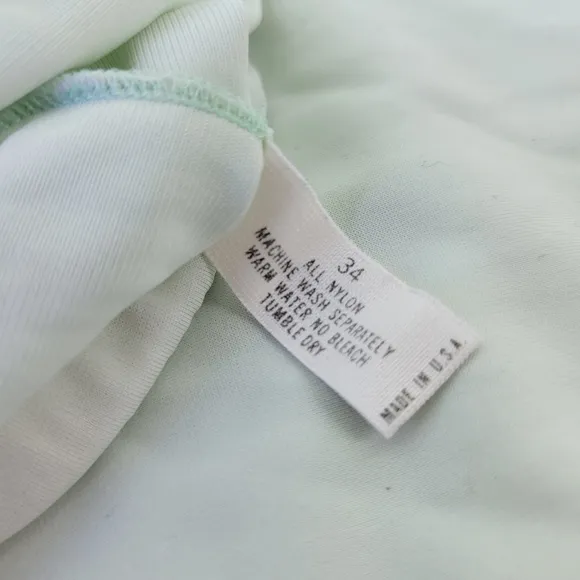 34
ALL NYLON
MACHINE WASH SEPARATELY
WARM WATER NO BLEACH
TUMBLE DRY
MADE IN U.S.A.